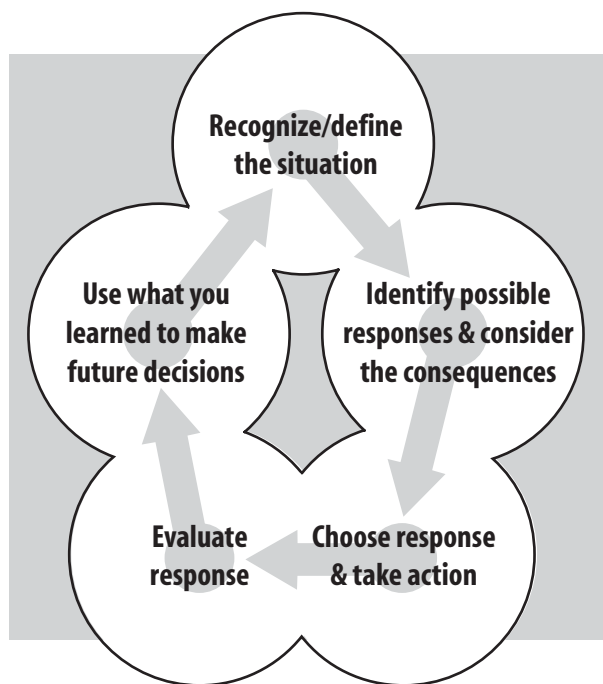 Recognize/define
the situation
Identify possible
responses & consider
the consequences
Choose response
& take action
Evaluate
response
Use what you
learned to make
future decisions